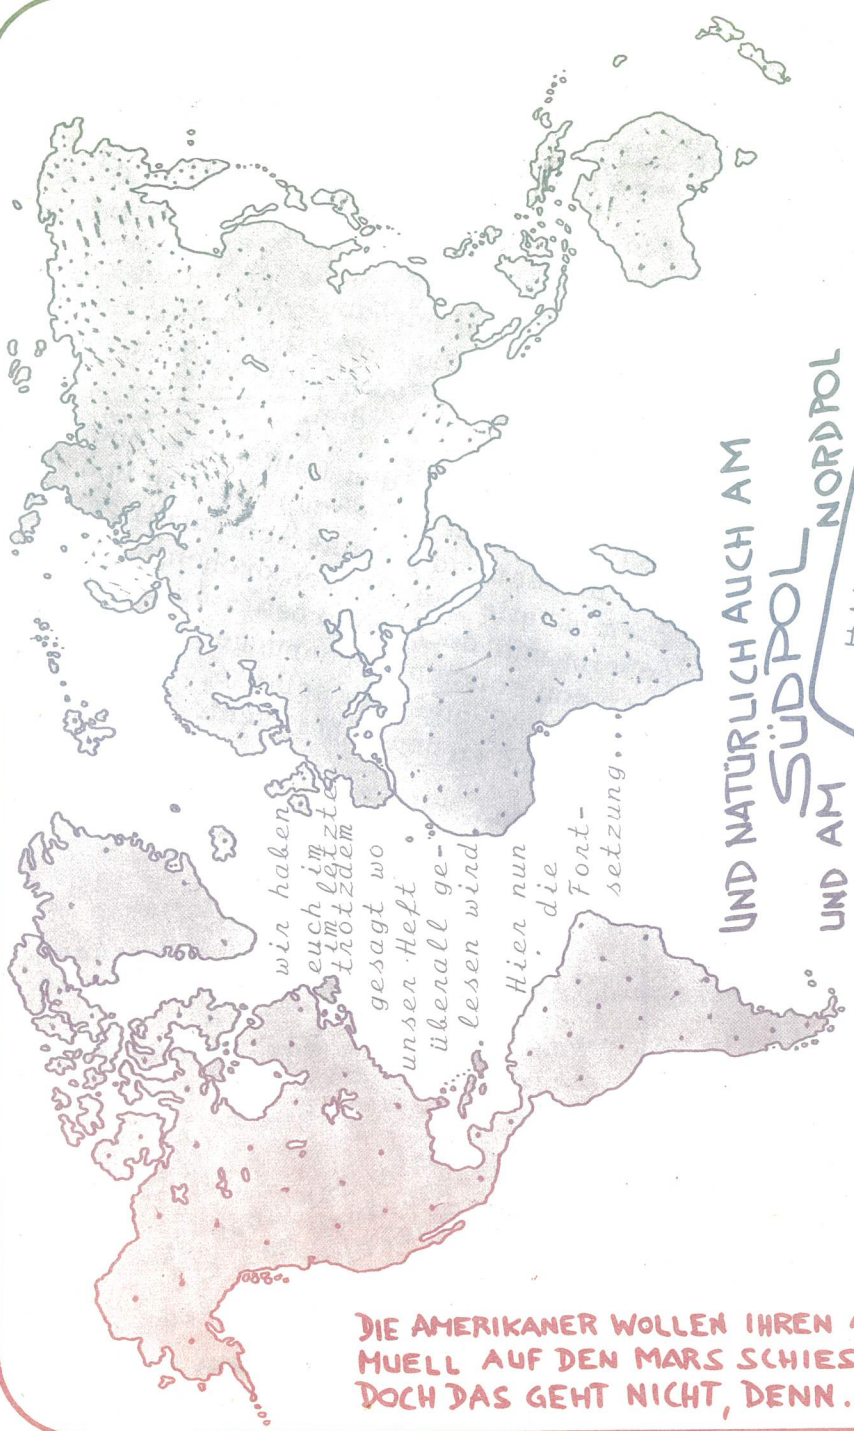 wir haben
euch im
im letzten
trotzdem
gesagt wo
unser Heft
überall ge-
lesen wird
Hier nun
die
Fort-
setzung...
UND NATÜRLICH AUCH AM
SÜDPOL
UND AM NORDPOL
DIE AMERIKANER WOLLEN IHREN
MUELL AUF DEN MARS SCHIES
DOCH DAS GEHT NICHT, DENN.